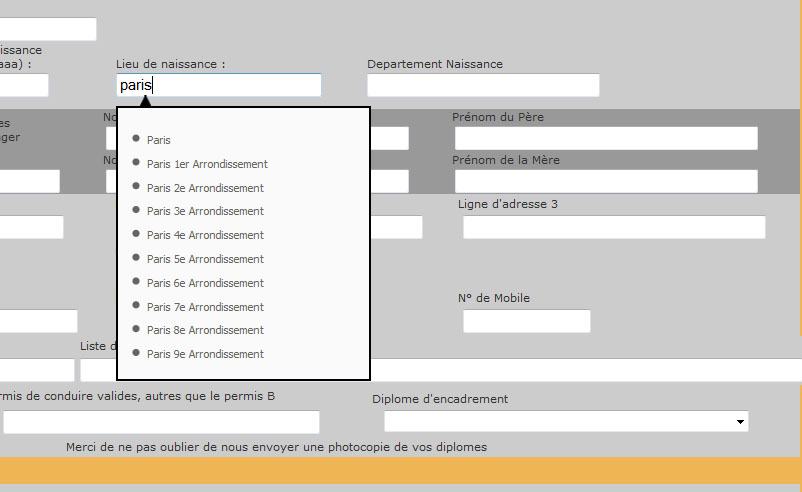 issance
aaa) :
Lieu de naissance :
Departement Naissance
paris
es
ger
No
Prénom du Père
No
Prénom de la Mère
Paris
Paris 1er Arrondissement
Paris 2e Arrondissement
Paris 3e Arrondissement
Paris 4e Arrondissement
Paris 5e Arrondissement
Paris 6e Arrondissement
Paris 7e Arrondissement
Paris 8e Arrondissement
Paris 9e Arrondissement
Ligne d'adresse 3
N° de Mobile
Liste d
rmis de conduire valides, autres que le permis B
Diplome d'encadrement
Merci de ne pas oublier de nous envoyer une photocopie de vos diplomes